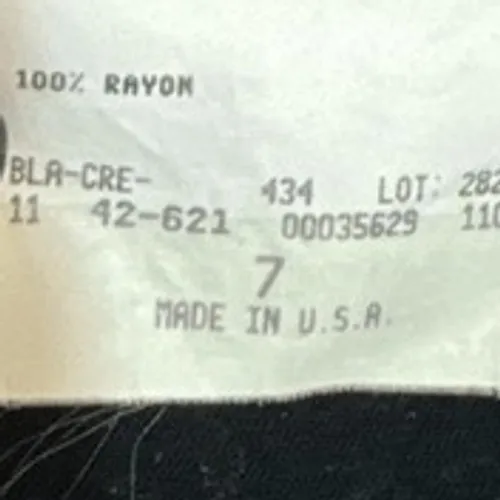 100% RAYON
BLA-CRE- 434 LOT: 282
11 42-621 00035629 110
7
MADE IN U.S.A.